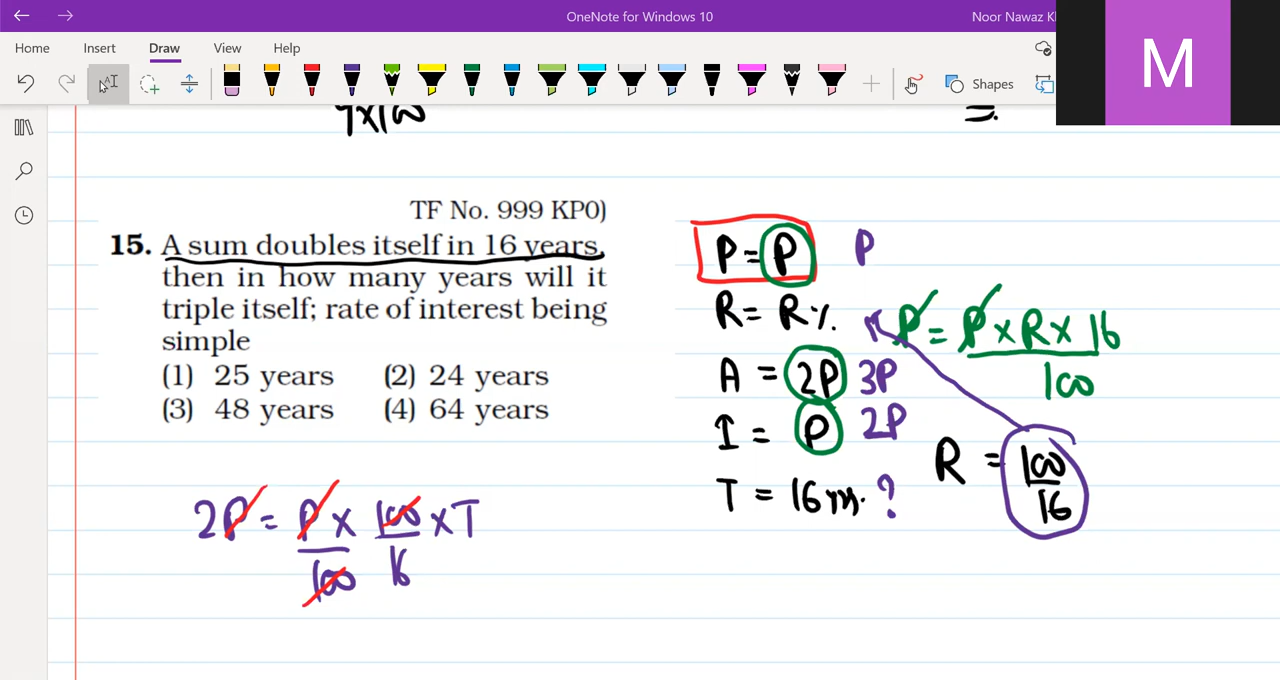 OneNote for Windows 10
Noor Nawaz Kh
M
Home Insert Draw View Help
Shapes
4x100
=.
TF No. 999 KP0)
15. A sum doubles itself in 16 years,
then in how many years will it
triple itself; rate of interest being
simple
(1) 25 years (2) 24 years
(3) 48 years (4) 64 years
P = P P
R = R%.
A = 2P 3P
I = P 2P
T = 16 yrs. ?
P = P x R x 16
100
R = 100
16
2P = P x 100 x T
100 16